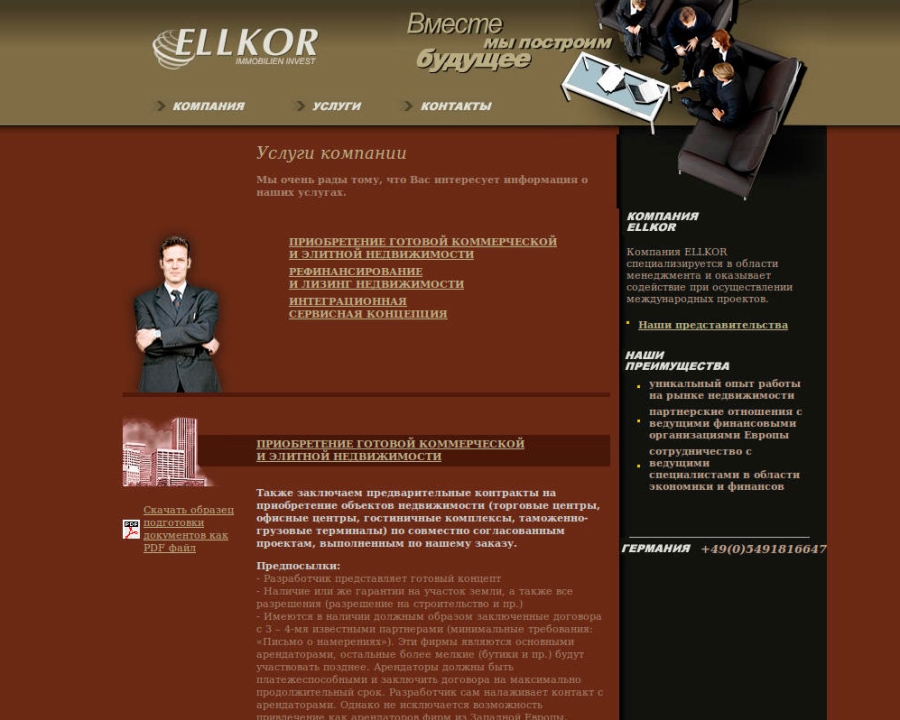 ELLKOR
IMMOBILIEN INVEST
Вместе
мы построим
будущее
КОМПАНИЯ
УСЛУГИ
КОНТАКТЫ
Услуги компании
Мы очень рады тому, что Вас интересует информация о
наших услугах.
ПРИОБРЕТЕНИЕ ГОТОВОЙ КОММЕРЧЕСКОЙ
И ЭЛИТНОЙ НЕДВИЖИМОСТИ
РЕФИНАНСИРОВАНИЕ
И ЛИЗИНГ НЕДВИЖИМОСТИ
ИНТЕГРАЦИОННАЯ
СЕРВИСНАЯ КОНЦЕПЦИЯ
ПРИОБРЕТЕНИЕ ГОТОВОЙ КОММЕРЧЕСКОЙ
И ЭЛИТНОЙ НЕДВИЖИМОСТИ
PDF
Скачать образец
подготовки
документов как
PDF файл
Также заключаем предварительные контракты на
приобретение объектов недвижимости (торговые центры,
офисные центры, гостиничные комплексы, таможенно-
грузовые терминалы) по совместно согласованным
проектам, выполненным по нашему заказу.
Предпосылки:
- Разработчик представляет готовый концепт
- Наличие или же гарантии на участок земли, а также все
разрешения (разрешение на строительство и пр.)
- Имеются в наличии должным образом заключенные договора
с 3 – 4-мя известными партнерами (минимальные требования:
«Письмо о намерениях»). Эти фирмы являются основными
арендаторами, остальные более мелкие (бутики и пр.) будут
участвовать позднее. Арендаторы должны быть
платежеспособными и заключить договора на максимально
продолжительный срок. Разработчик сам налаживает контакт с
арендаторами. Однако не исключается возможность
привлечение как арендаторов фирм из Западной Европы.
КОМПАНИЯ
ELLKOR
Компания ELLKOR
специализируется в области
менеджмента и оказывает
содействие при осуществлении
международных проектов.
Наши представительства
НАШИ
ПРЕИМУЩЕСТВА
уникальный опыт работы
на рынке недвижимости
партнерские отношения с
ведущими финансовыми
организациями Европы
сотрудничество с
ведущими
специалистами в области
экономики и финансов
ГЕРМАНИЯ +49(0)5491816647